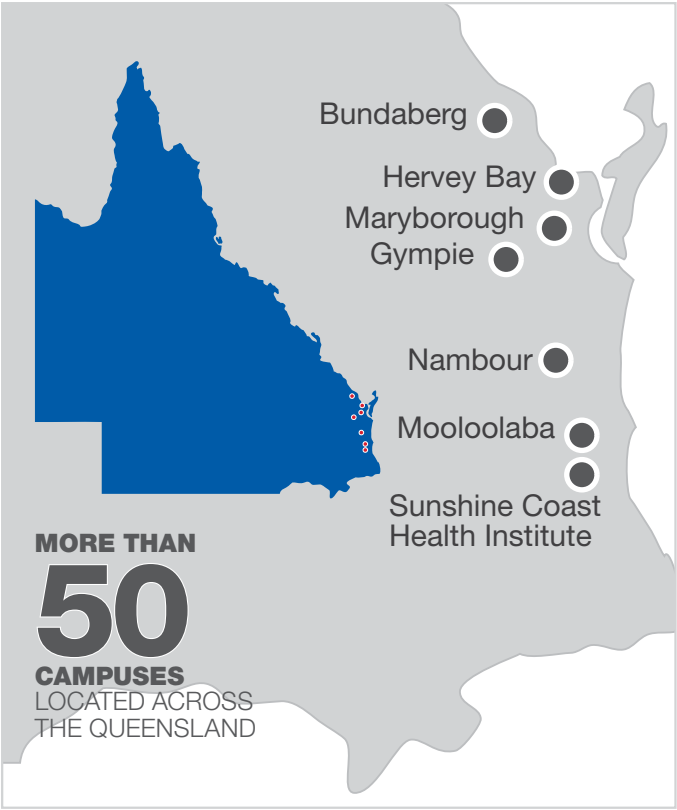 Bundaberg
Hervey Bay
Maryborough
Gympie
Nambour
Mooloolaba
Sunshine Coast
Health Institute
MORE THAN
50
CAMPUSES
LOCATED ACROSS
THE QUEENSLAND